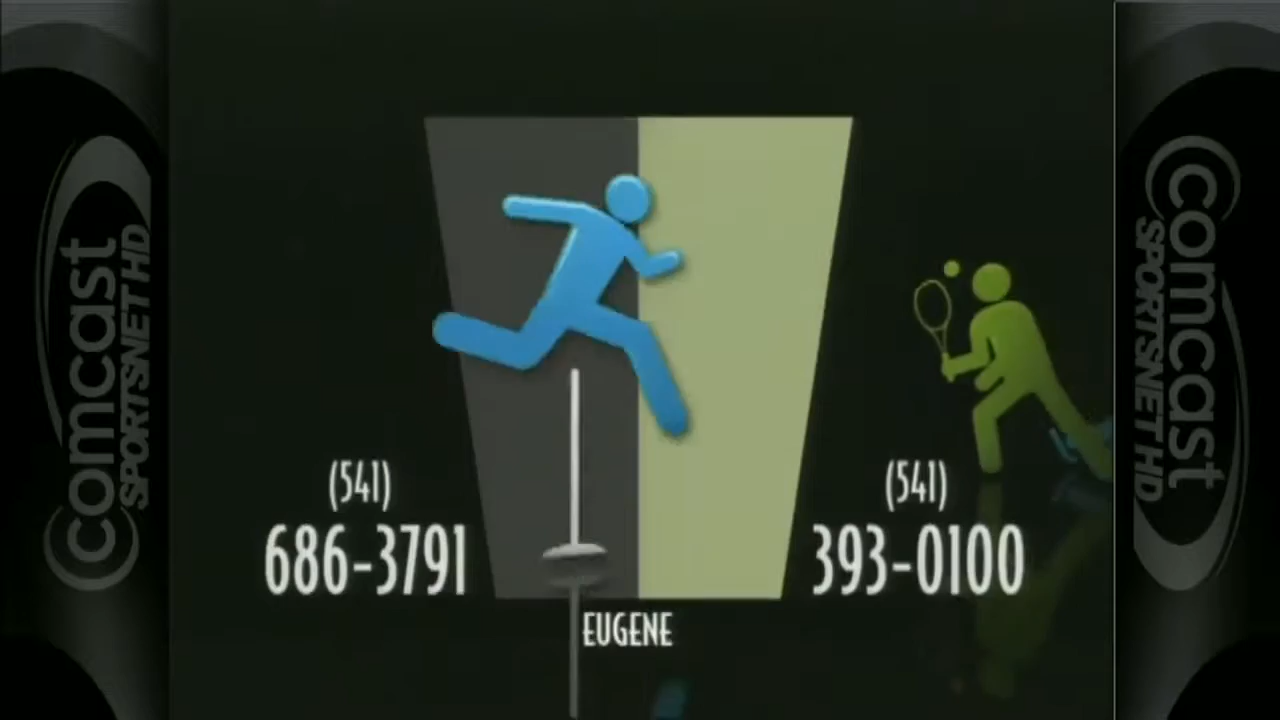 comcast
SPORTSNET HD
(541)
686-3791
(541)
393-0100
EUGENE
comcast
SPORTSNET HD